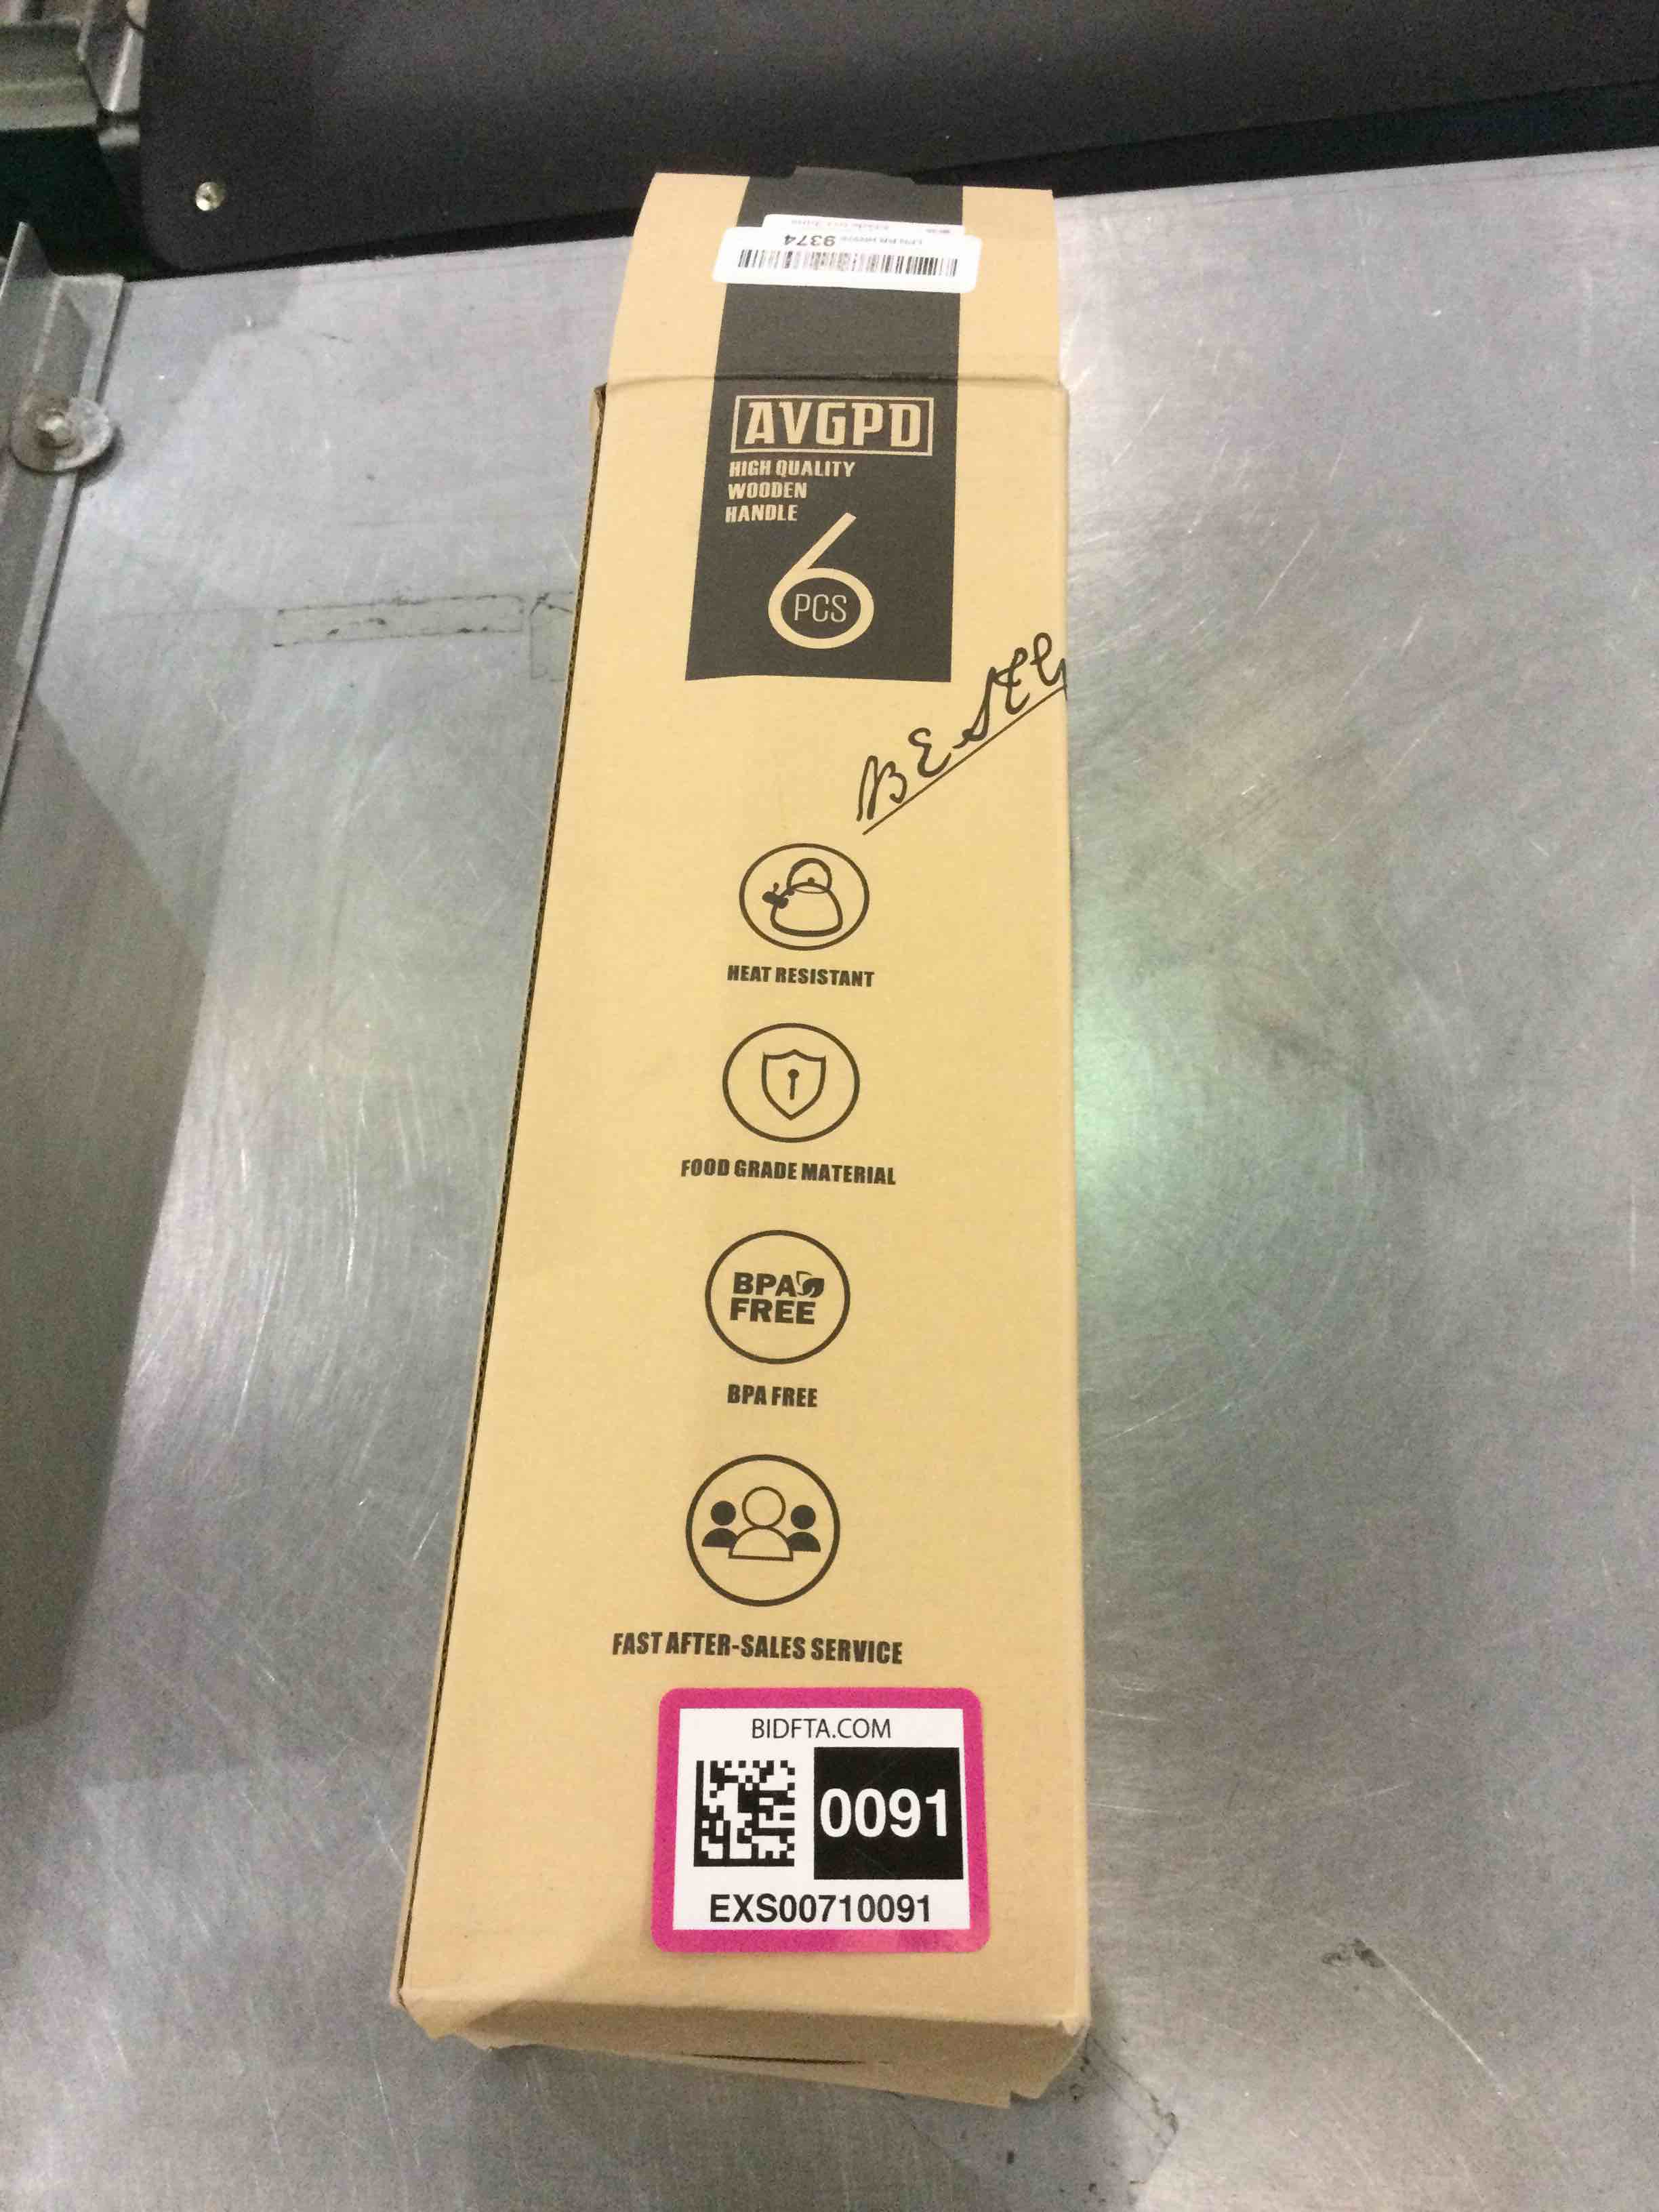 9374
AVGPD
HIGH QUALITY
WOODEN
HANDLE
6
PCS
HEAT RESISTANT
FOOD GRADE MATERIAL
BPA
FREE
BPA FREE
FAST AFTER-SALES SERVICE
BIDFTA.COM
0091
EXS00710091